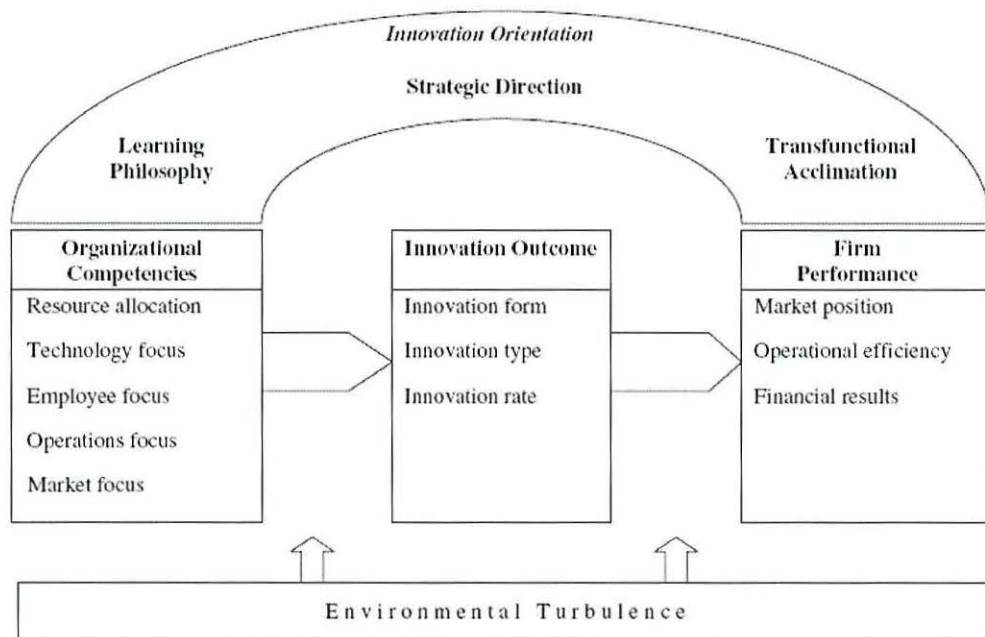 Innovation Orientation
Strategic Direction
Learning
Philosophy
Transfunctional
Acclimation
Organizational
Competencies
Resource allocation
Technology focus
Employee focus
Operations focus
Market focus
Innovation Outcome
Innovation form
Innovation type
Innovation rate
Firm
Performance
Market position
Operational efficiency
Financial results
Environmental Turbulence